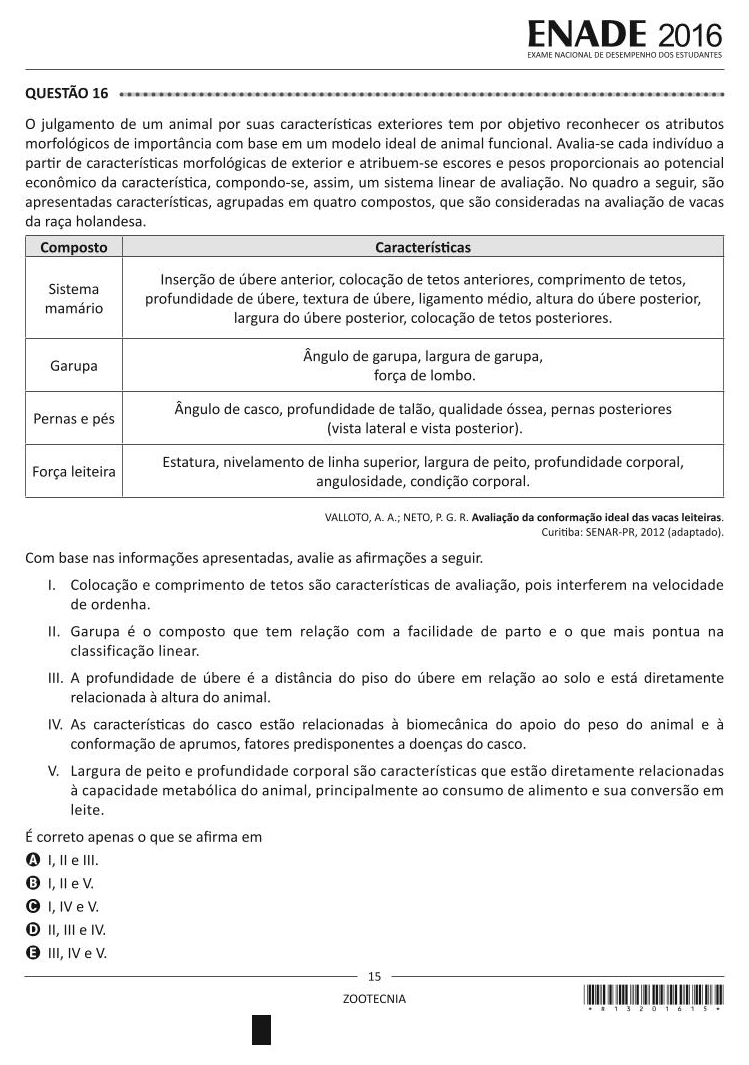 ENADE 2016
EXAME NACIONAL DE DESEMPENHO DOS ESTUDANTES
QUESTÃO 16
O julgamento de um animal por suas características exteriores tem por objetivo reconhecer os atributos
morfológicos de importância com base em um modelo ideal de animal funcional. Avalia-se cada indivíduo a
partir de características morfológicas de exterior e atribuem-se escores e pesos proporcionais ao potencial
econômico da característica, compondo-se, assim, um sistema linear de avaliação. No quadro a seguir, são
apresentadas características, agrupadas em quatro compostos, que são consideradas na avaliação de vacas
da raça holandesa.
Composto Características
Sistema
mamário
Inserção de úbere anterior, colocação de tetos anteriores, comprimento de tetos,
profundidade de úbere, textura de úbere, ligamento médio, altura do úbere posterior,
largura do úbere posterior, colocação de tetos posteriores.
Garupa
Ângulo de garupa, largura de garupa,
força de lombo.
Pernas e pés
Ângulo de casco, profundidade de talão, qualidade óssea, pernas posteriores
(vista lateral e vista posterior).
Força leiteira
Estatura, nivelamento de linha superior, largura de peito, profundidade corporal,
angulosidade, condição corporal.
VALLOTO, A. A.; NETO, P. G. R. Avaliação da conformação ideal das vacas leiteiras.
Curitiba: SENAR-PR, 2012 (adaptado).
Com base nas informações apresentadas, avalie as afirmações a seguir.
I. Colocação e comprimento de tetos são características de avaliação, pois interferem na velocidade
de ordenha.
II. Garupa é o composto que tem relação com a facilidade de parto e o que mais pontua na
classificação linear.
III. A profundidade de úbere é a distância do piso do úbere em relação ao solo e está diretamente
relacionada à altura do animal.
IV. As características do casco estão relacionadas à biomecânica do apoio do peso do animal e à
conformação de aprumos, fatores predisponentes a doenças do casco.
V. Largura de peito e profundidade corporal são características que estão diretamente relacionadas
à capacidade metabólica do animal, principalmente ao consumo de alimento e sua conversão em
leite.
É correto apenas o que se afirma em
A I, II e III.
B I, II e V.
C I, IV e V.
D II, III e IV.
E III, IV e V.
15
ZOOTECNIA
*R13201615*